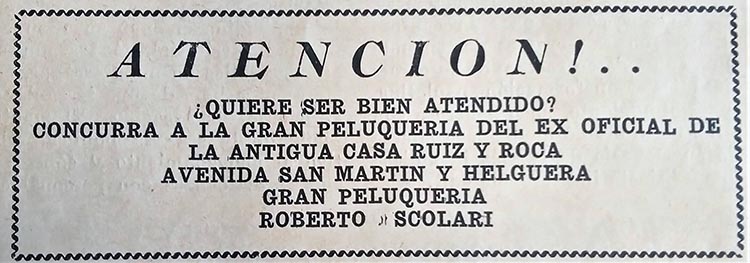 ATENCION!..
¿QUIERE SER BIEN ATENDIDO?
CONCURRA A LA GRAN PELUQUERIA DEL EX OFICIAL DE
LA ANTIGUA CASA RUIZ Y ROCA
AVENIDA SAN MARTIN Y HELGUERA
GRAN PELUQUERIA
ROBERTO SCOLARI